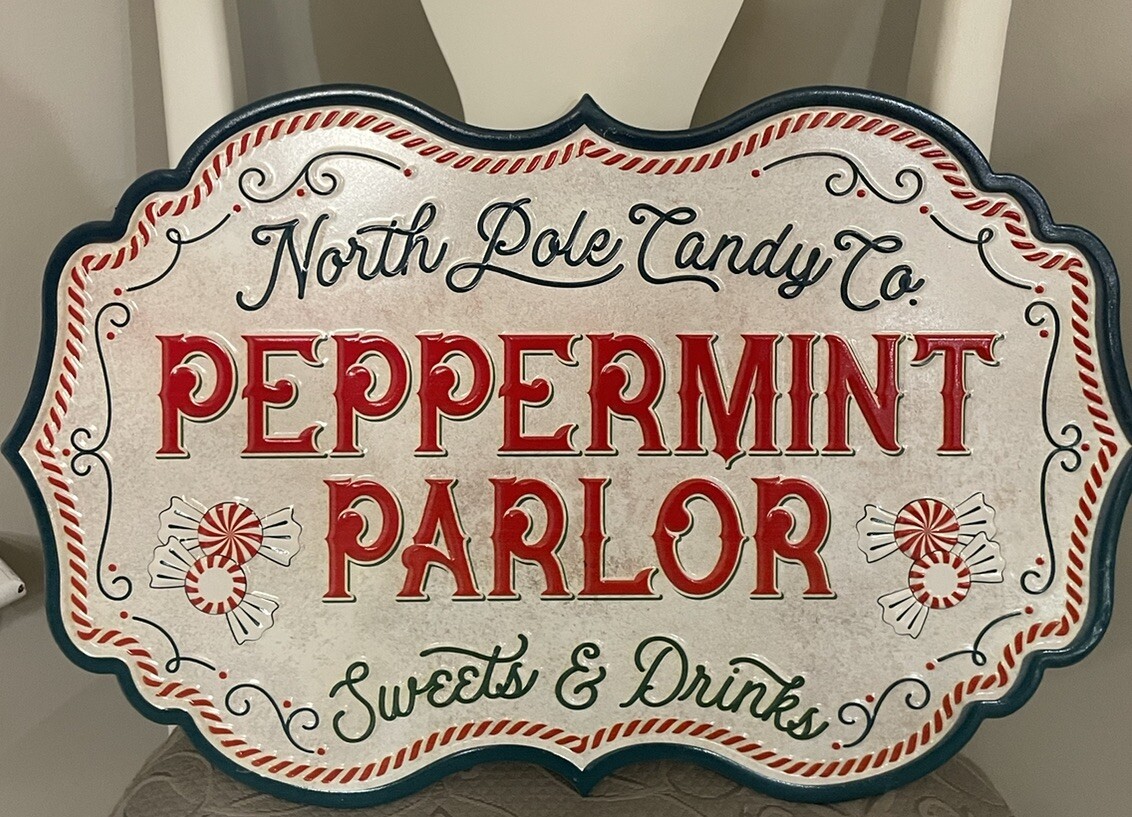 North Pole Candy Co.
PEPPERMINT
PARLOR
Sweets & Drinks